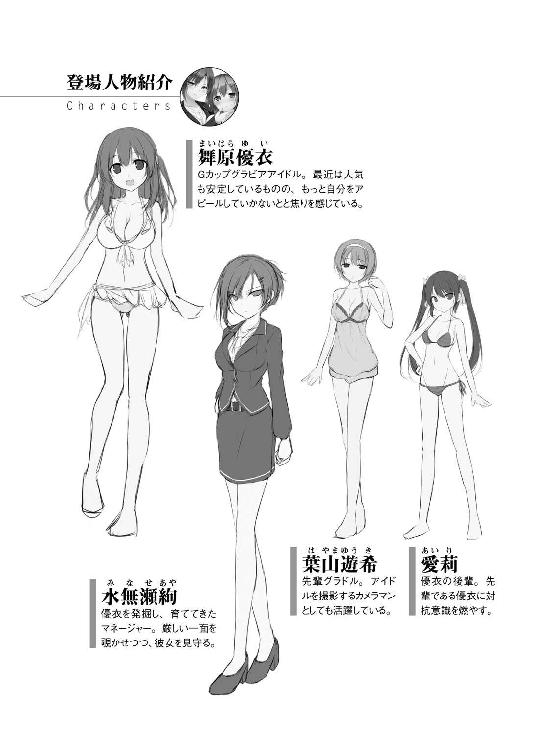 登場人物紹介
Characters
まいはら ゆい
舞原優衣
Gカップグラビアアイドル。最近は人気
も安定しているものの、もっと自分をア
ピールしていかないとと焦りを感じている。
みなせあや
水無瀬絢
優衣を発掘し、育ててきた
マネージャー。厳しい一面を
覗かせつつ、彼女を見守る。
はやまゆうき
葉山遊希
先輩グラドル。アイド
ルを撮影するカメラマン
としても活躍している。
あいり
愛莉
優衣の後輩。先
輩である優衣に対
抗意識を燃やす。